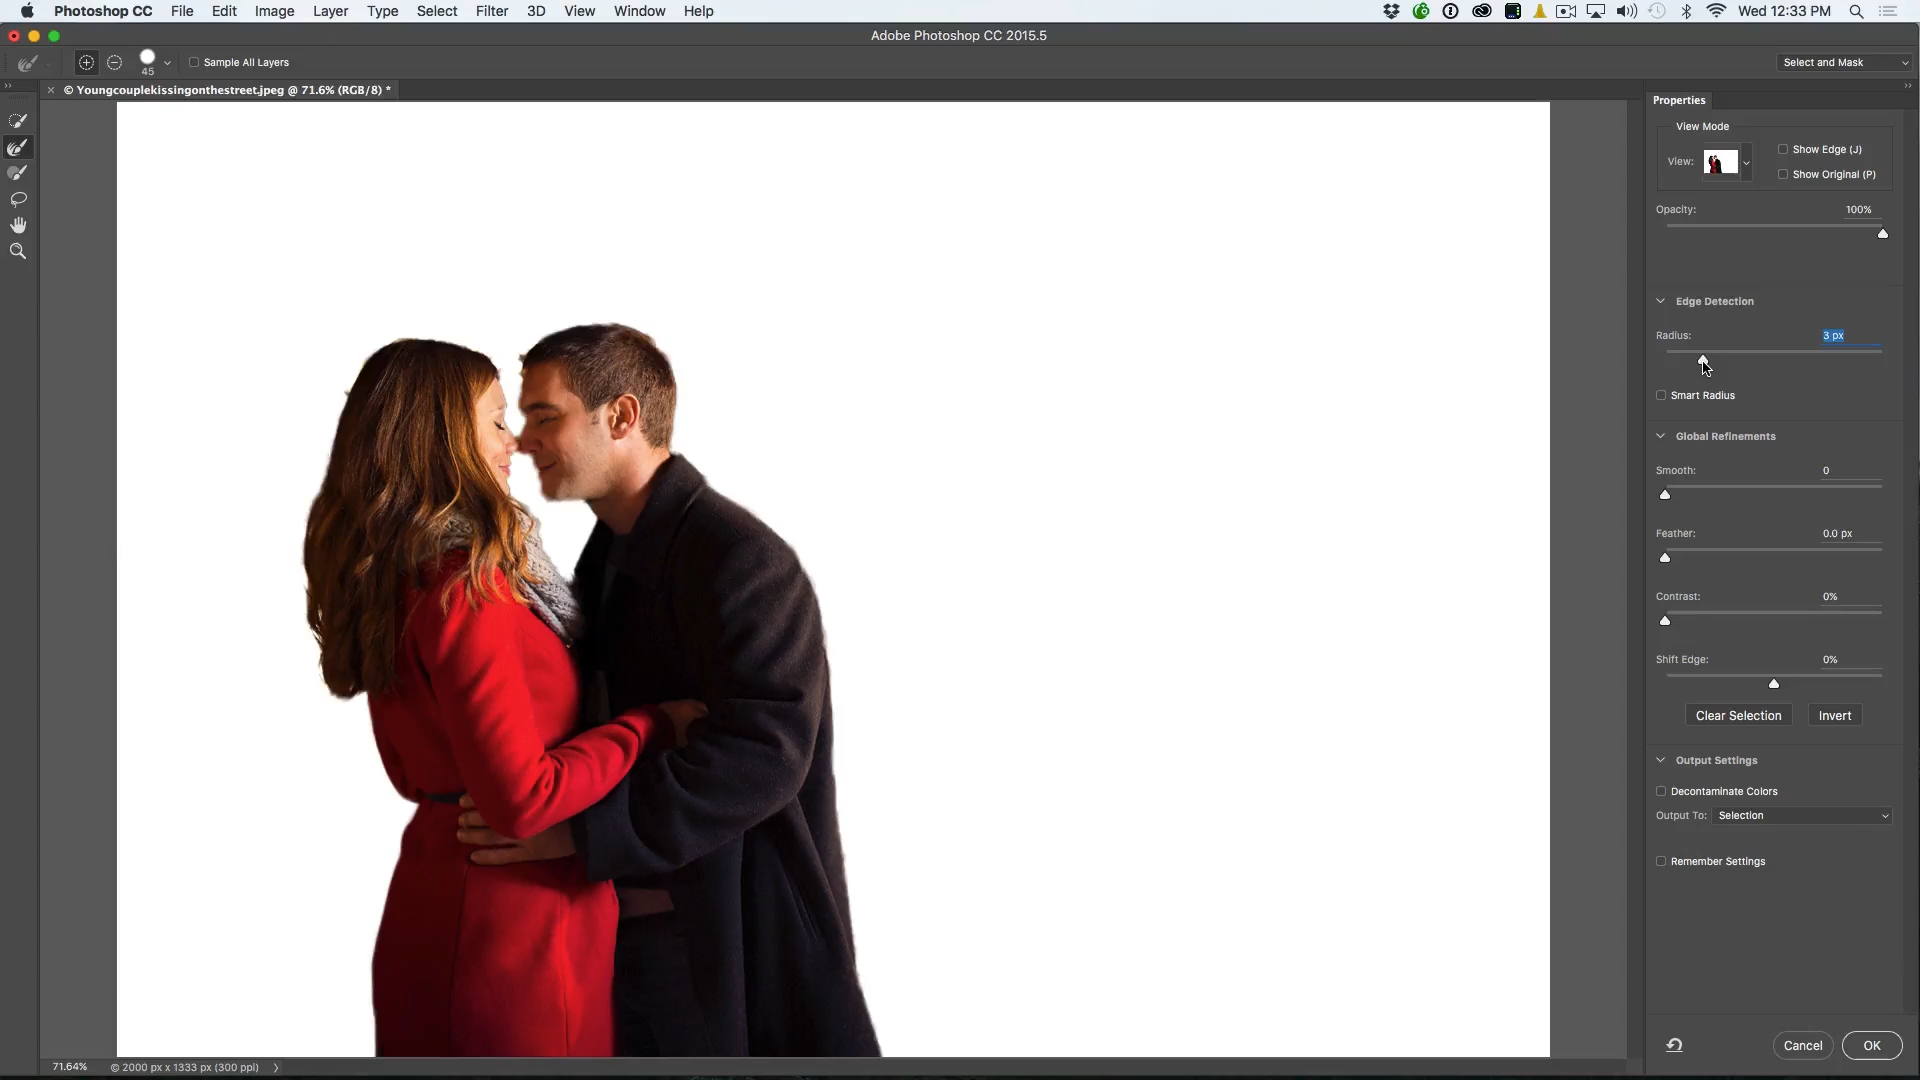 Photoshop CC File Edit Image Layer Type Select Filter 3D View Window Help Wed 12:33 PM
Adobe Photoshop CC 2015.5
45 Sample All Layers Select and Mask
© Youngcouplekissingonthestreet.jpeg @ 71.6% (RGB/8) *
Properties
View Mode
View:
Show Edge (J)
Show Original (P)
Opacity: 100%
Edge Detection
Radius: 3 px
Smart Radius
Global Refinements
Smooth: 0
Feather: 0.0 px
Contrast: 0%
Shift Edge: 0%
Clear Selection Invert
Output Settings
Decontaminate Colors
Output To: Selection
Remember Settings
Cancel OK
71.64% © 2000 px x 1333 px (300 ppi)